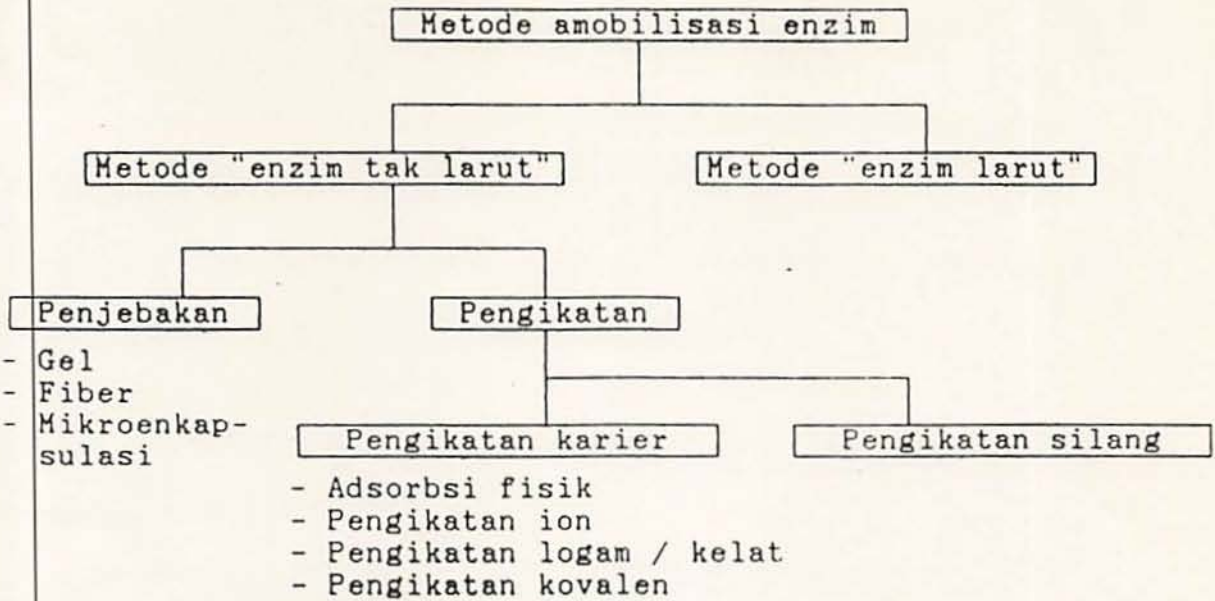 Metode amobilisasi enzim
Metode "enzim tak larut"
Metode "enzim larut"
Penjebakan
Pengikatan
- Gel
- Fiber
- Mikroenkap-
sulasi
Pengikatan karier
Pengikatan silang
- Adsorbsi fisik
- Pengikatan ion
- Pengikatan logam / kelat
- Pengikatan kovalen